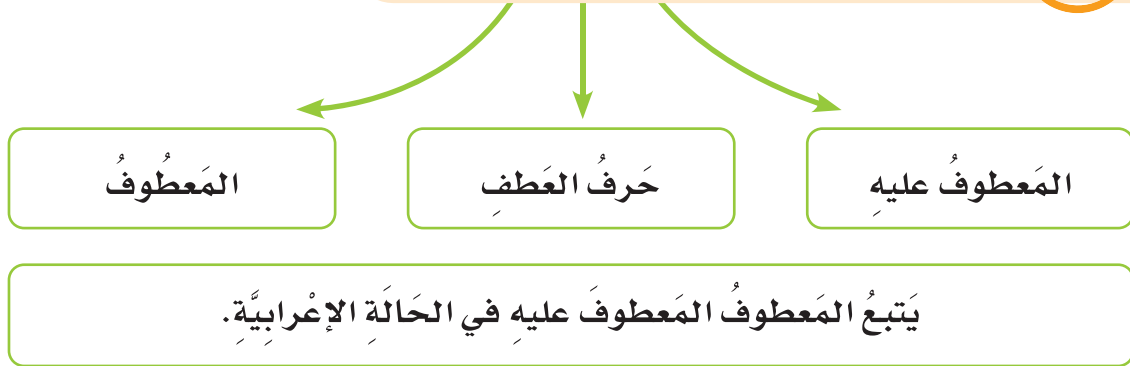 المَعطوفُ عليهِ
حَرفُ العَطفِ
المَعطُوفُ
يَتبعُ المَعطوفُ المَعطوفَ عليهِ في الحَالَةِ الإعْرابِيَّةِ.